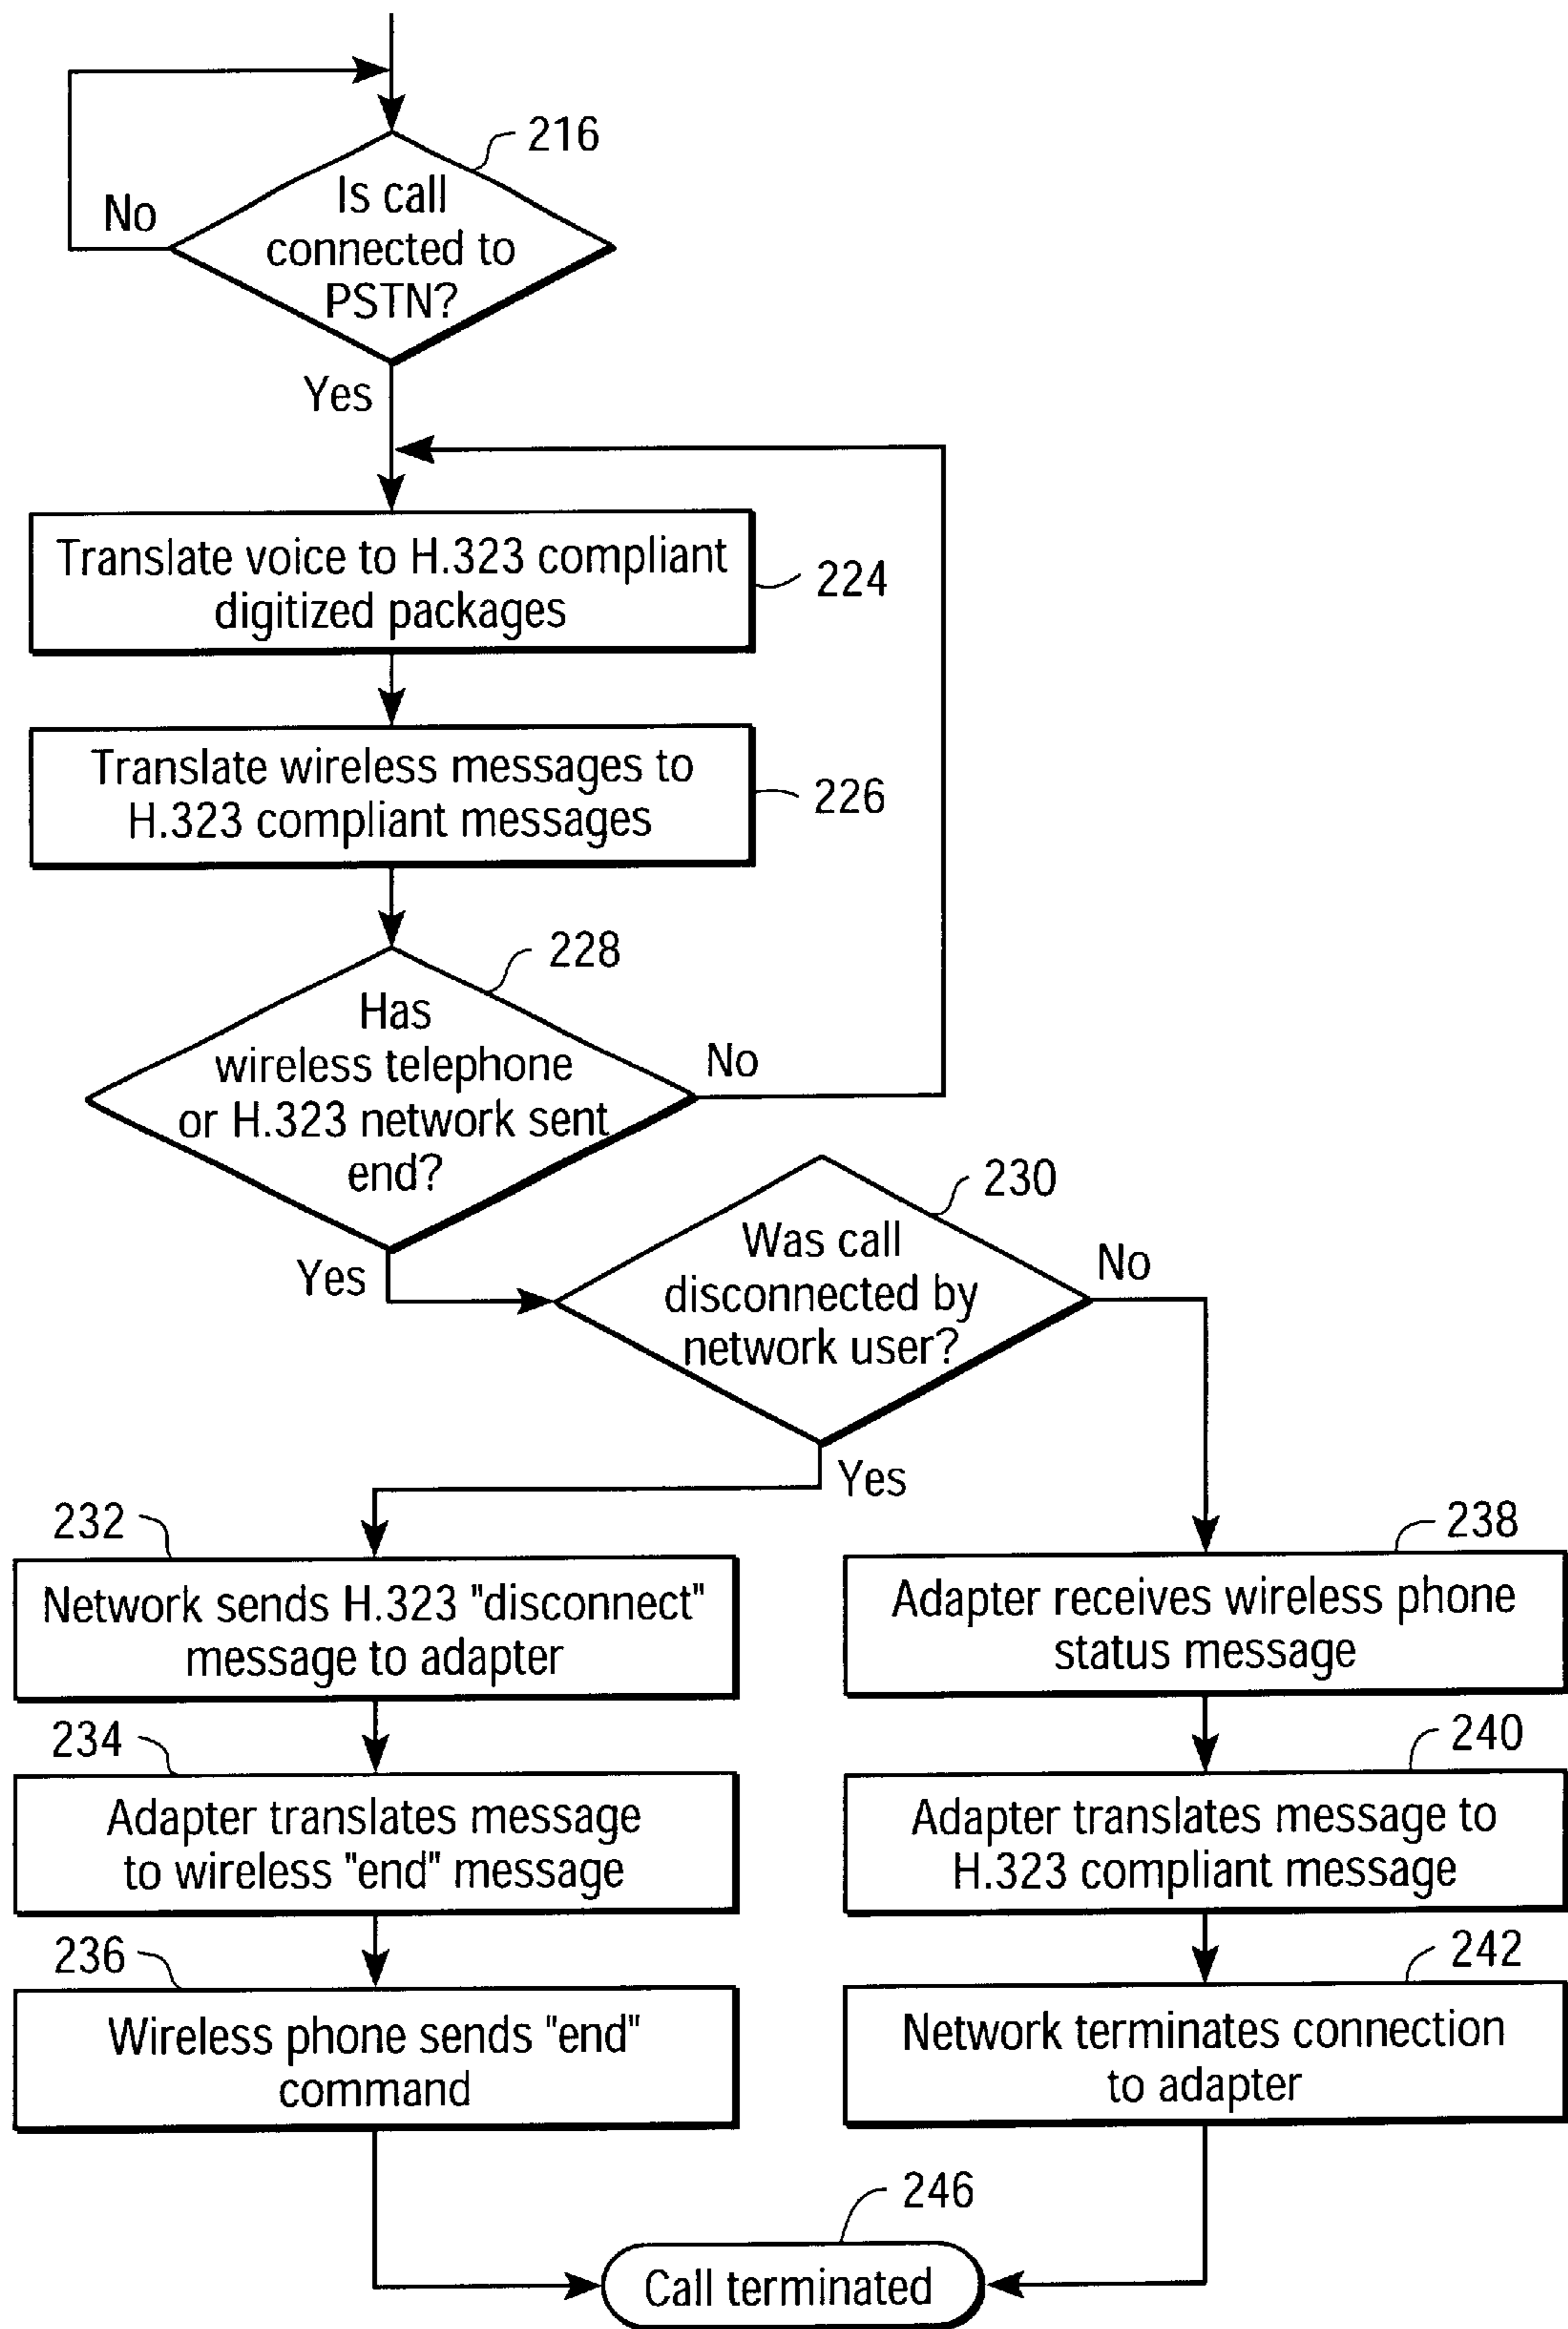 216
Is call
connected to
PSTN?
No
Yes
Translate voice to H.323 compliant
digitized packages
224
Translate wireless messages to
H.323 compliant messages
226
228
Has
wireless telephone
or H.323 network sent
end?
No
Yes
230
Was call
disconnected by
network user?
No
Yes
232
Network sends H.323 "disconnect"
message to adapter
234
Adapter translates message
to wireless "end" message
236
Wireless phone sends "end"
command
238
Adapter receives wireless phone
status message
240
Adapter translates message to
H.323 compliant message
242
Network terminates connection
to adapter
246
Call terminated